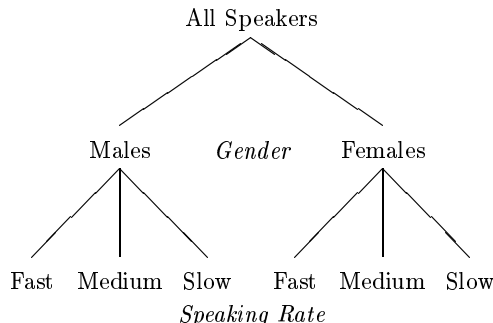 All Speakers
Males Gender Females
Fast Medium Slow Fast Medium Slow
Speaking Rate